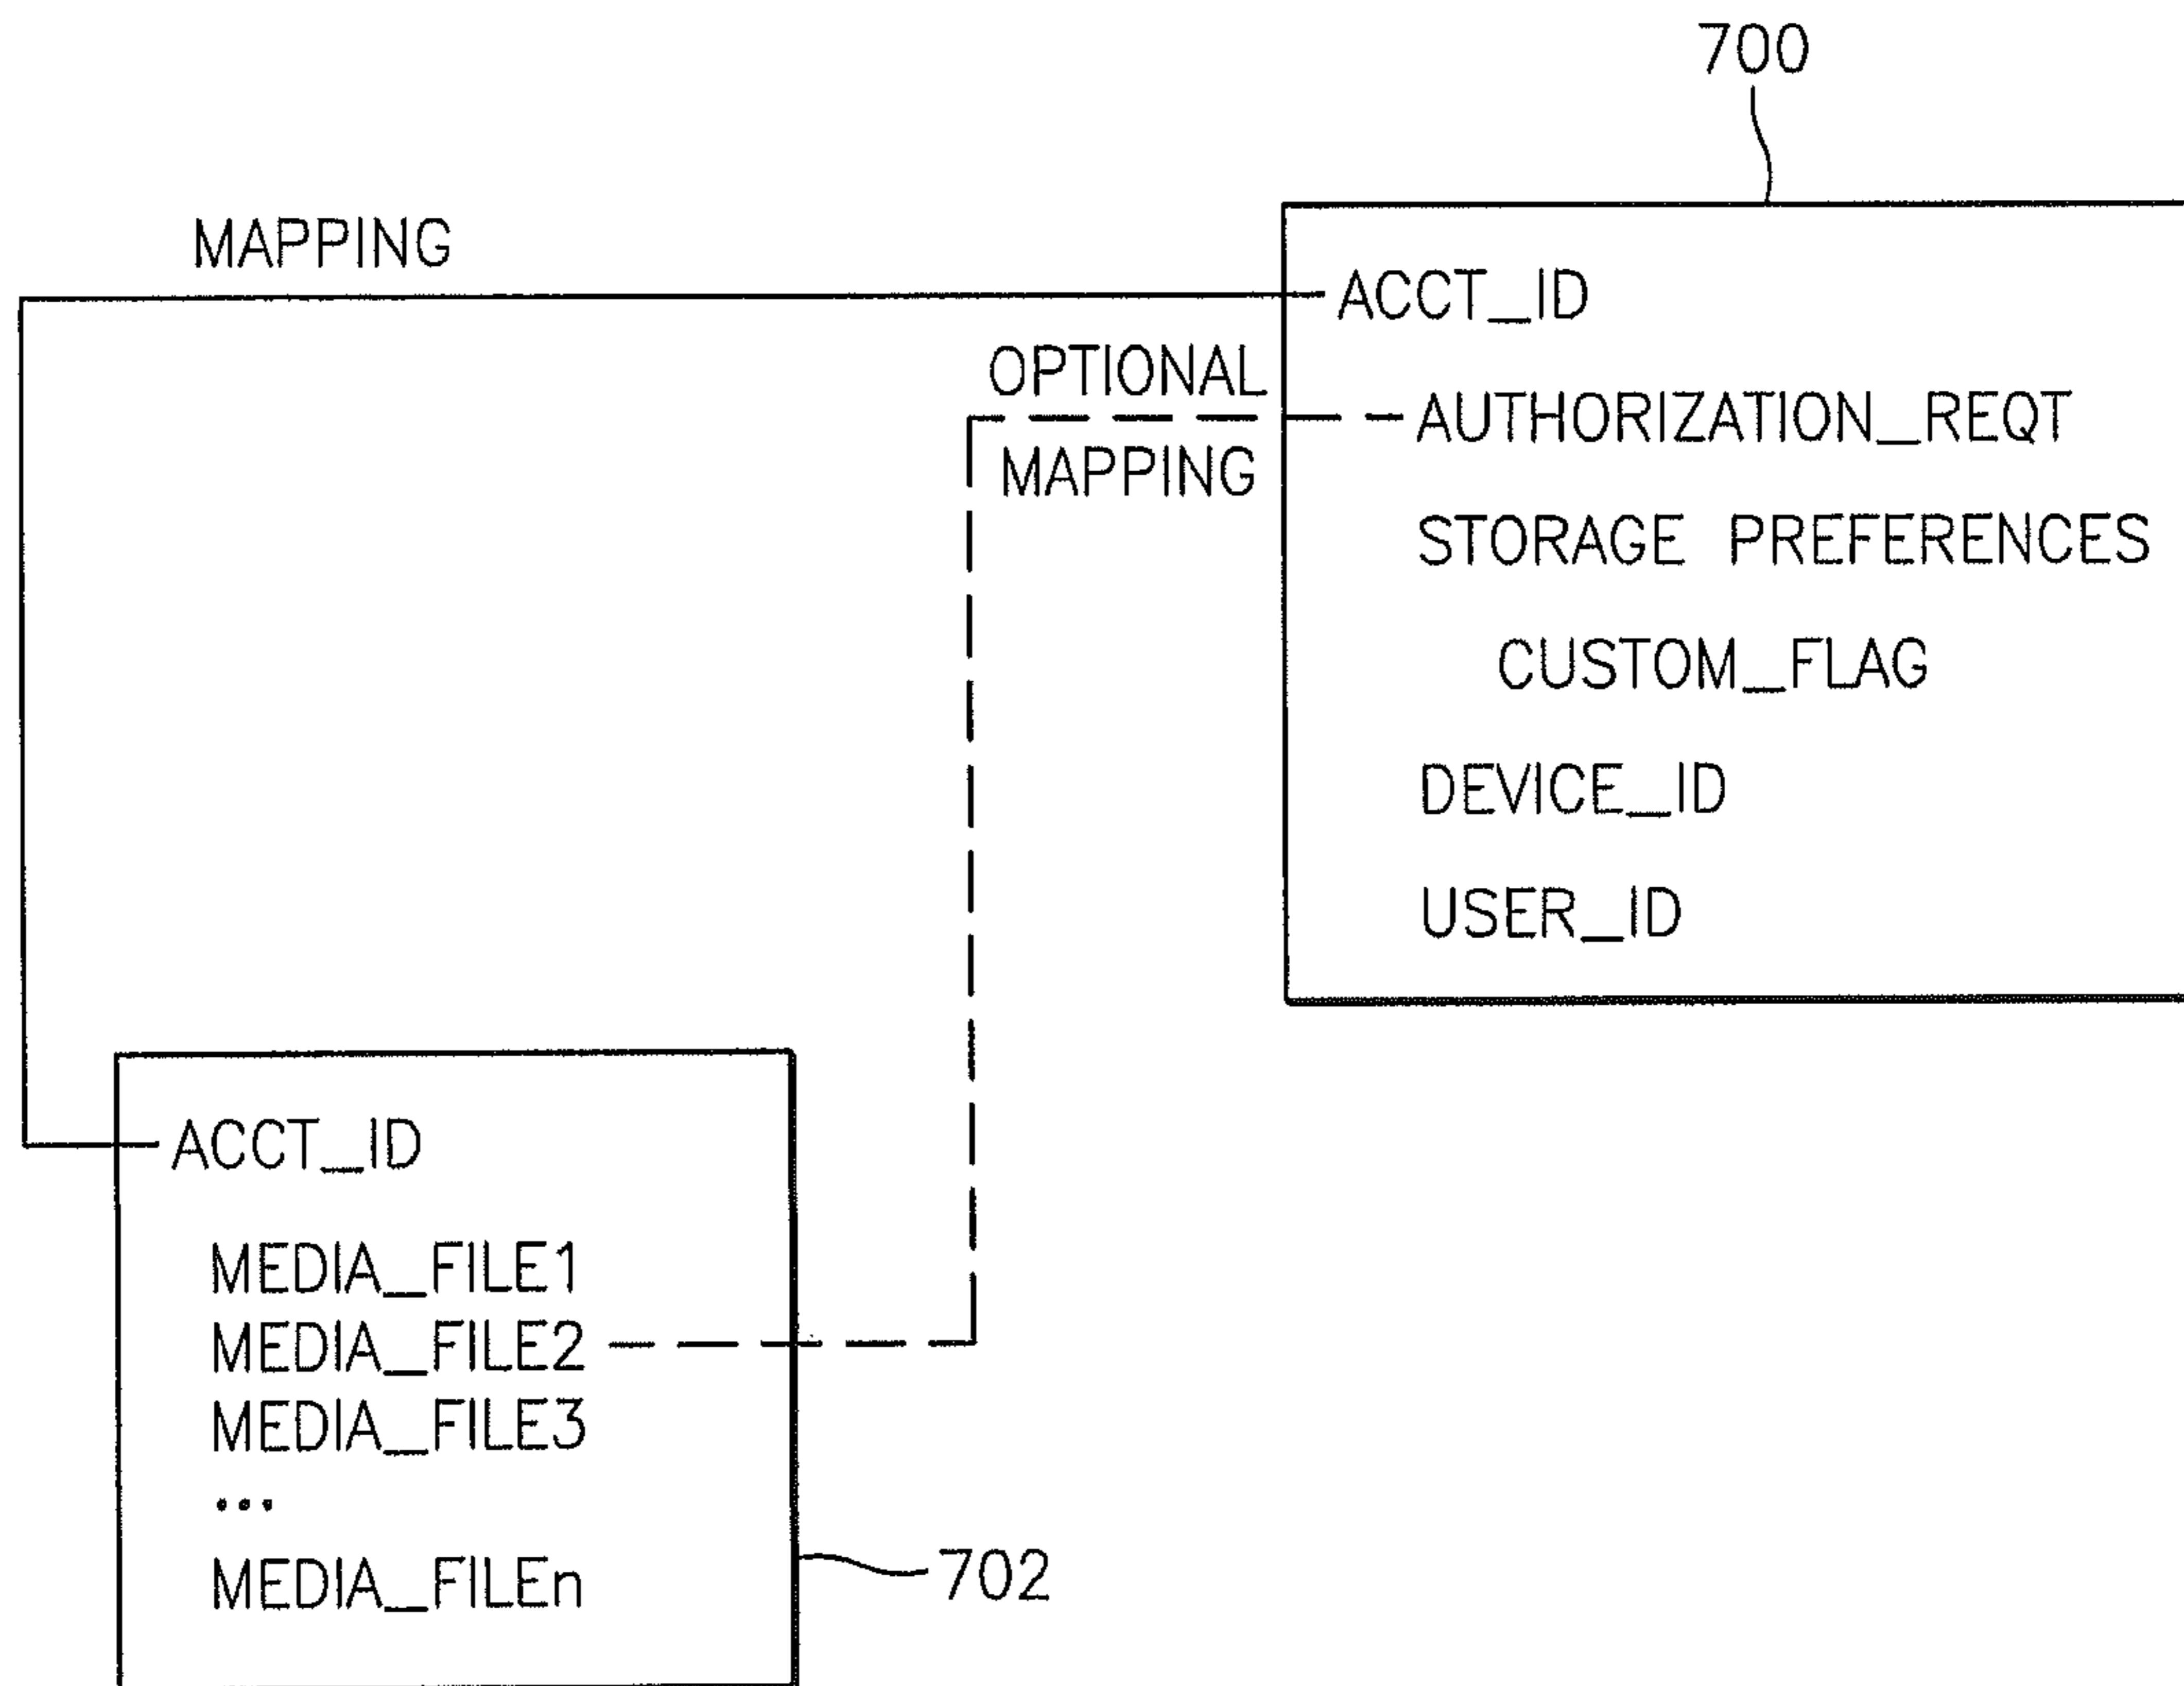 700
MAPPING
ACCT_ID
OPTIONAL
MAPPING
AUTHORIZATION_REQT
STORAGE PREFERENCES
CUSTOM_FLAG
DEVICE_ID
USER_ID
ACCT_ID
MEDIA_FILE1
MEDIA_FILE2
MEDIA_FILE3
...
MEDIA_FILEn
702